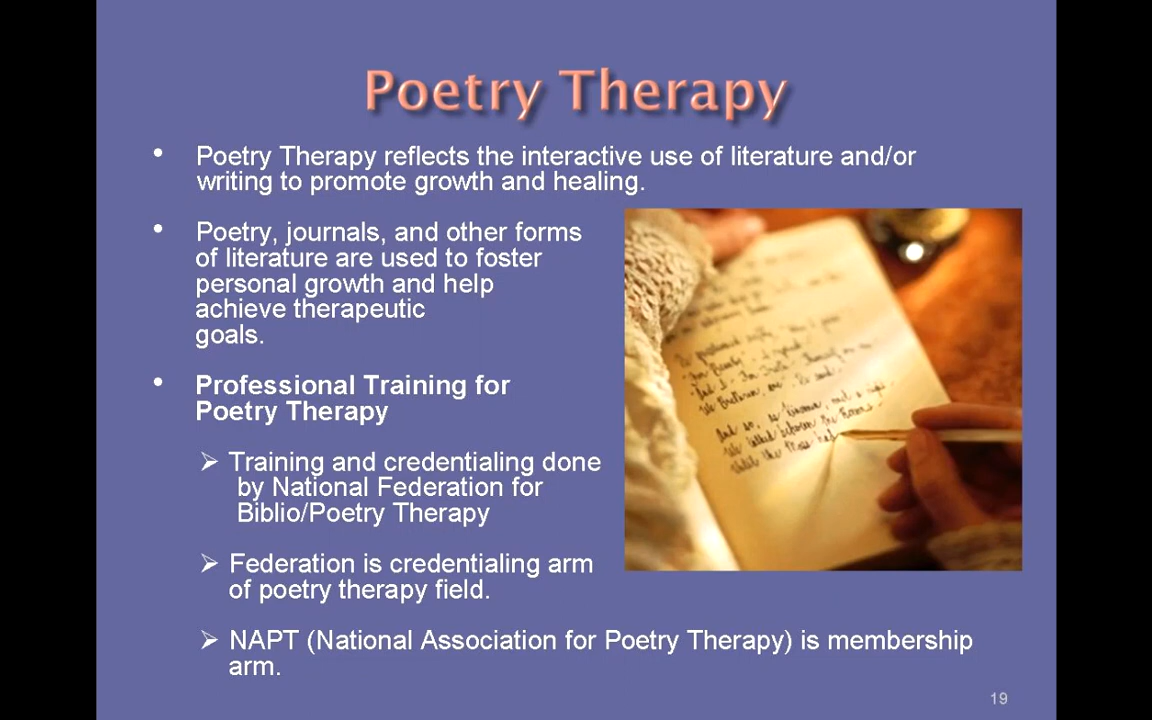 Poetry Therapy
• Poetry Therapy reflects the interactive use of literature and/or
writing to promote growth and healing.
• Poetry, journals, and other forms
of literature are used to foster
personal growth and help
achieve therapeutic
goals.
• Professional Training for
Poetry Therapy
➢ Training and credentialing done
by National Federation for
Biblio/Poetry Therapy
➢ Federation is credentialing arm
of poetry therapy field.
➢ NAPT (National Association for Poetry Therapy) is membership
arm.
19